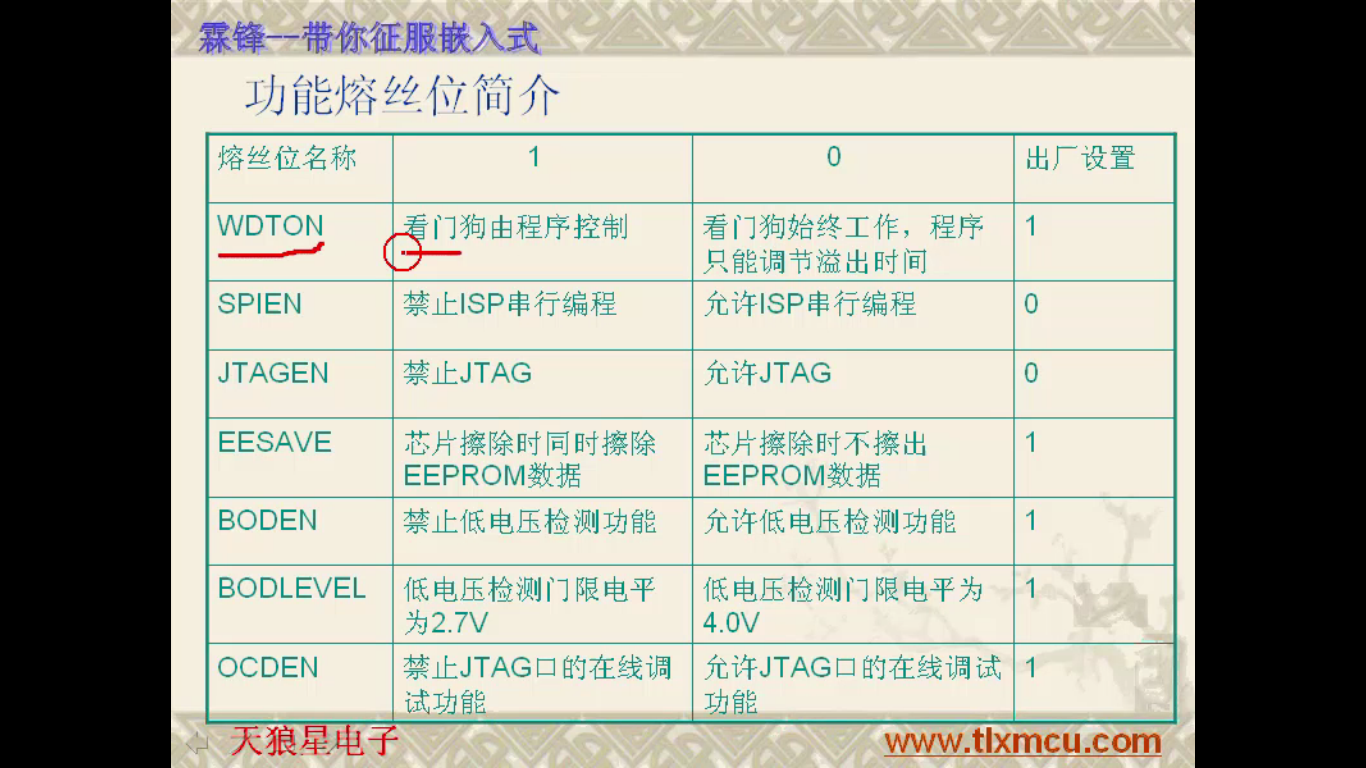 霖锋--带你征服嵌入式
功能熔丝位简介
熔丝位名称 1 0 出厂设置
WDTON 看门狗由程序控制 看门狗始终工作，程序 1
只能调节溢出时间
SPIEN 禁止ISP串行编程 允许ISP串行编程 0
JTAGEN 禁止JTAG 允许JTAG 0
EESAVE 芯片擦除时同时擦除 芯片擦除时不擦出 1
EEPROM数据 EEPROM数据
BODEN 禁止低电压检测功能 允许低电压检测功能 1
BODLEVEL 低电压检测门限电平 低电压检测门限电平为 1
为2.7V 4.0V
OCDEN 禁止JTAG口的在线调 允许JTAG口的在线调试 1
试功能 功能
天狼星电子 www.tlxmcu.com